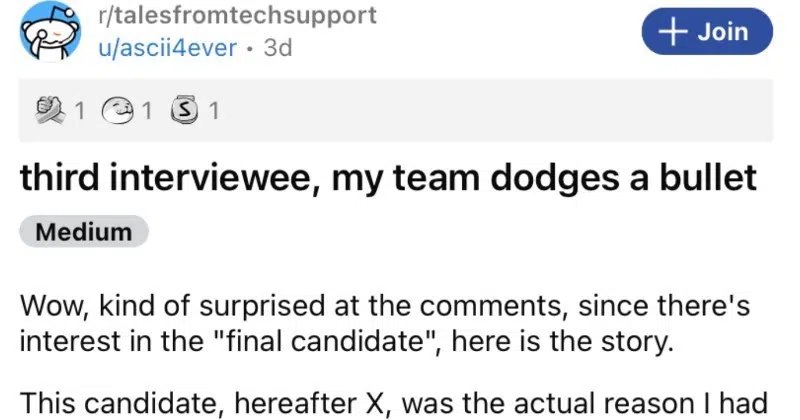 r/talesfromtechsupport
u/ascii4ever • 3d
+ Join
1 1 S 1
third interviewee, my team dodges a bullet
Medium
Wow, kind of surprised at the comments, since there's
interest in the "final candidate", here is the story.
This candidate, hereafter X, was the actual reason I had